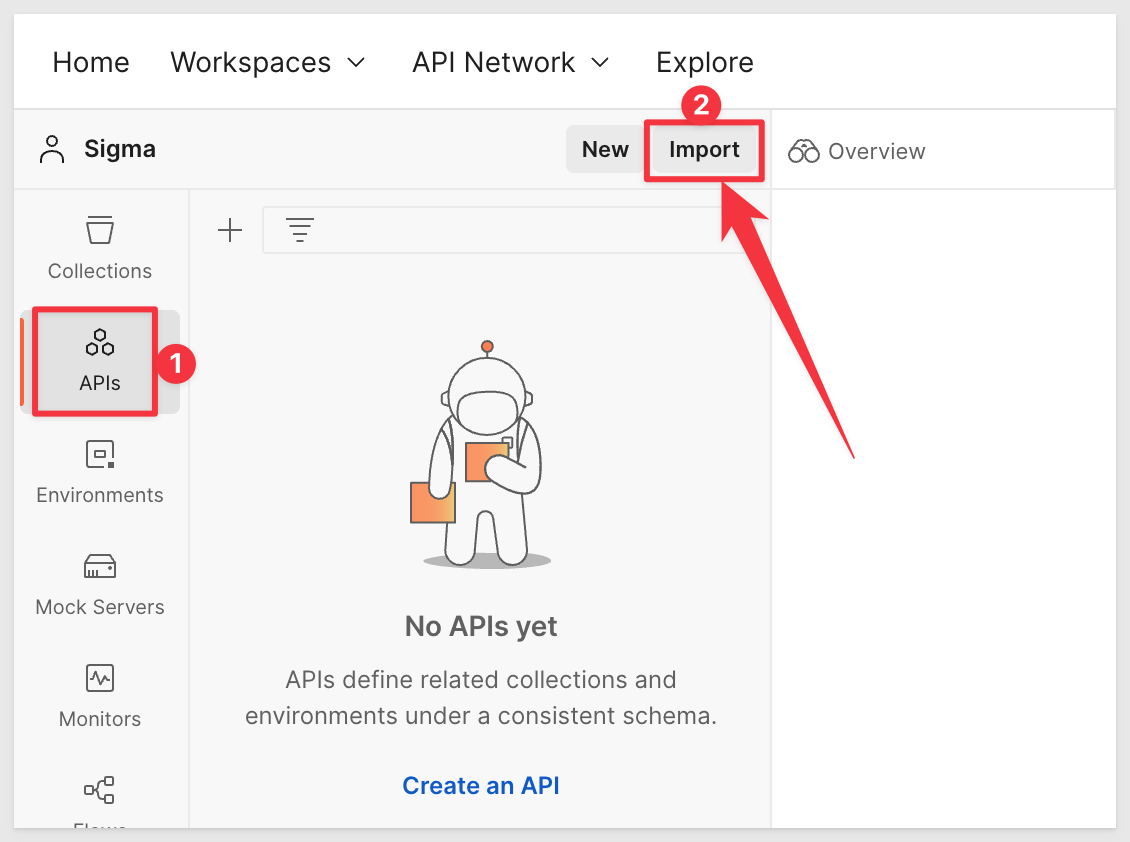 Home Workspaces API Network Explore
2
Sigma New Import Overview
Collections
APIs
1
Environments
Mock Servers
Monitors
Flows
No APIs yet
APIs define related collections and
environments under a consistent schema.
Create an API